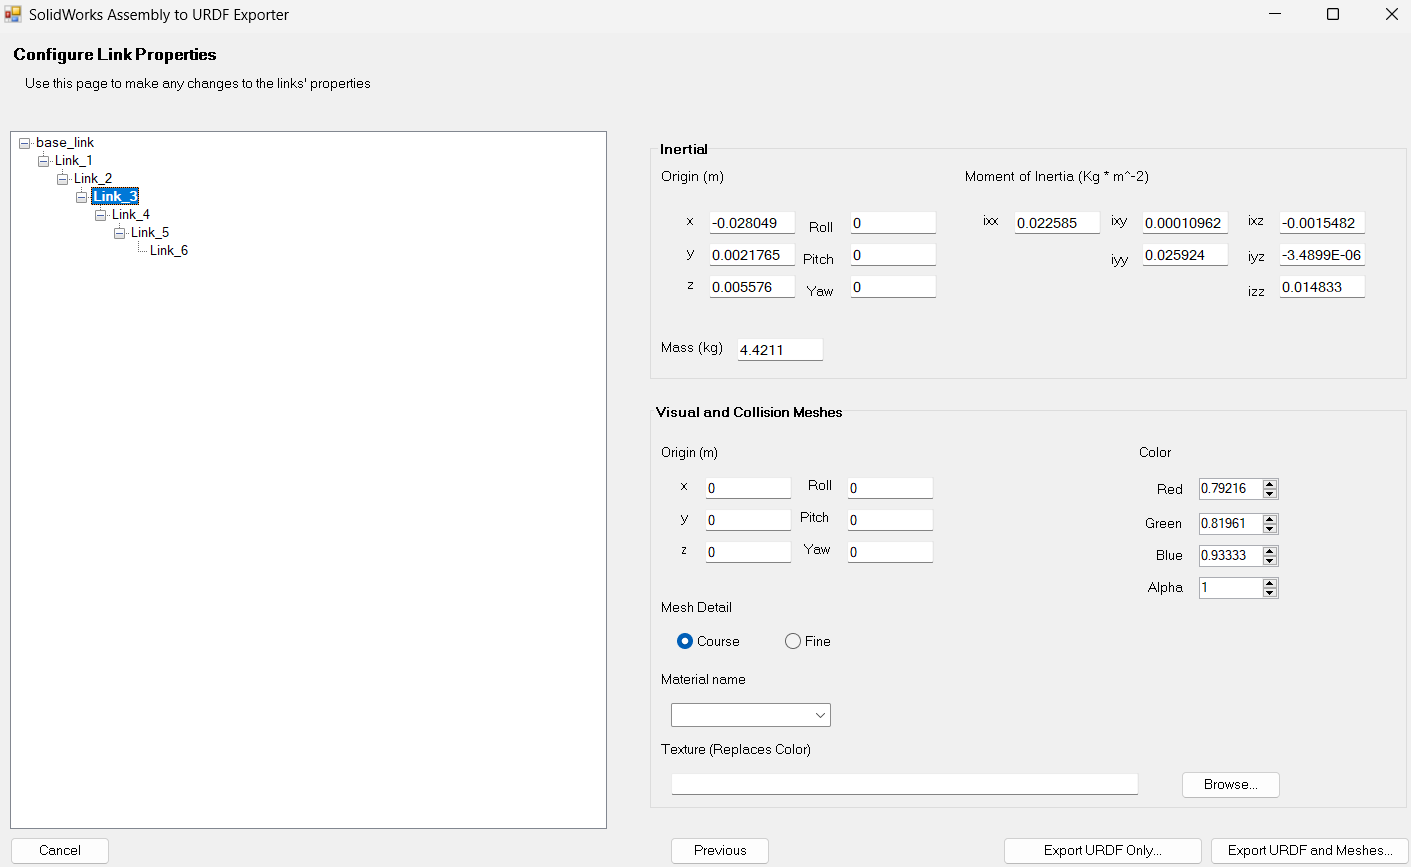 SolidWorks Assembly to URDF Exporter
Configure Link Properties
Use this page to make any changes to the links' properties
base_link
Link_1
Link_2
Link_3
Link_4
Link_5
Link_6
Inertial
Origin (m)
Moment of Inertia (Kg * m^-2)
x -0.028049 Roll 0 ixx 0.022585 ixy 0.00010962 ixz -0.0015482
y 0.0021765 Pitch 0 iyy 0.025924 iyz -3.4899E-06
z 0.005576 Yaw 0 izz 0.014833
Mass (kg) 4.4211
Visual and Collision Meshes
Origin (m)
Color
x 0 Roll 0 Red 0.79216
y 0 Pitch 0 Green 0.81961
z 0 Yaw 0 Blue 0.93333
Alpha 1
Mesh Detail
Course Fine
Material name
Texture (Replaces Color)
Browse...
Cancel Previous Export URDF Only... Export URDF and Meshes...